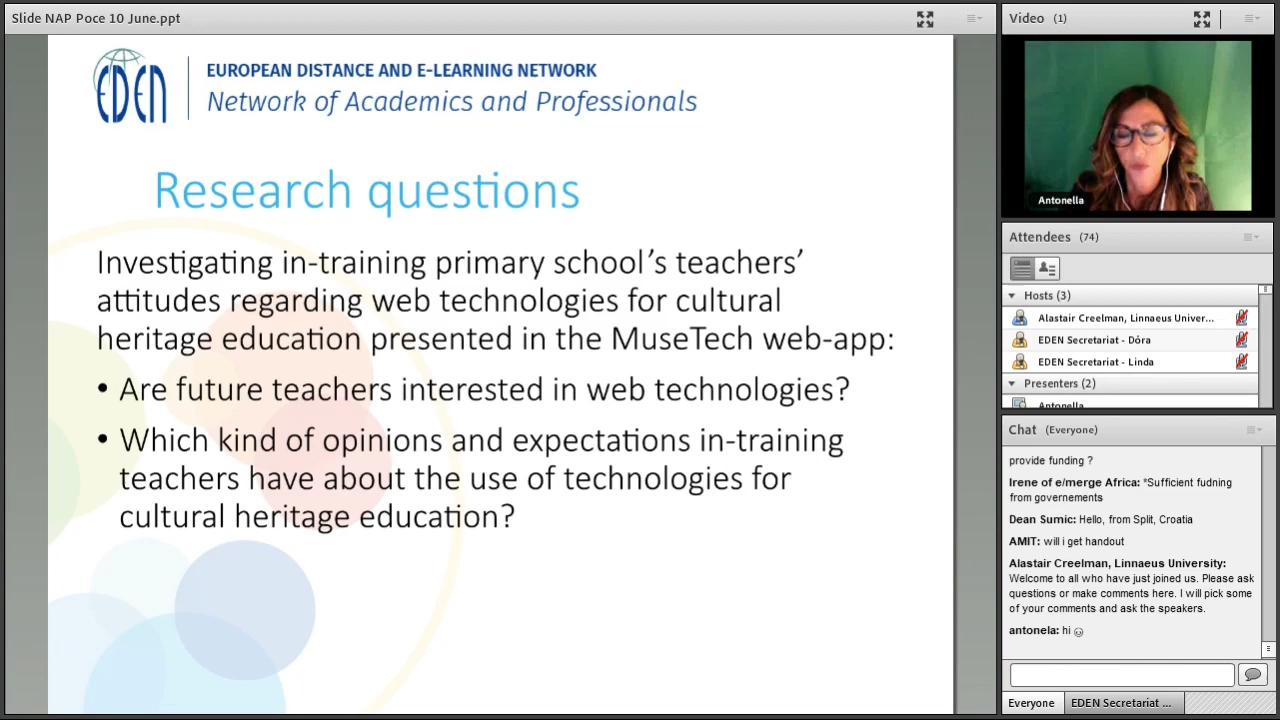 Slide NAP Poce 10 June.ppt
EDEN
EUROPEAN DISTANCE AND E-LEARNING NETWORK
Network of Academics and Professionals
Research questions
Investigating in-training primary school's teachers'
attitudes regarding web technologies for cultural
heritage education presented in the MuseTech web-app:
• Are future teachers interested in web technologies?
• Which kind of opinions and expectations in-training
teachers have about the use of technologies for
cultural heritage education?
Video (1)
Antonella
Attendees (74)
Hosts (3)
Alastair Creelman, Linnaeus Univer...
EDEN Secretariat - Dóra
EDEN Secretariat - Linda
Presenters (2)
Antonella
Chat (Everyone)
provide funding ?
Irene of e/merge Africa: *Sufficient fudning
from governements
Dean Sumic: Hello, from Split, Croatia
AMIT: will i get handout
Alastair Creelman, Linnaeus University:
Welcome to all who have just joined us. Please ask
questions or make comments here. I will pick some
of your comments and ask the speakers.
antonela: hi
Everyone
EDEN Secretariat ...